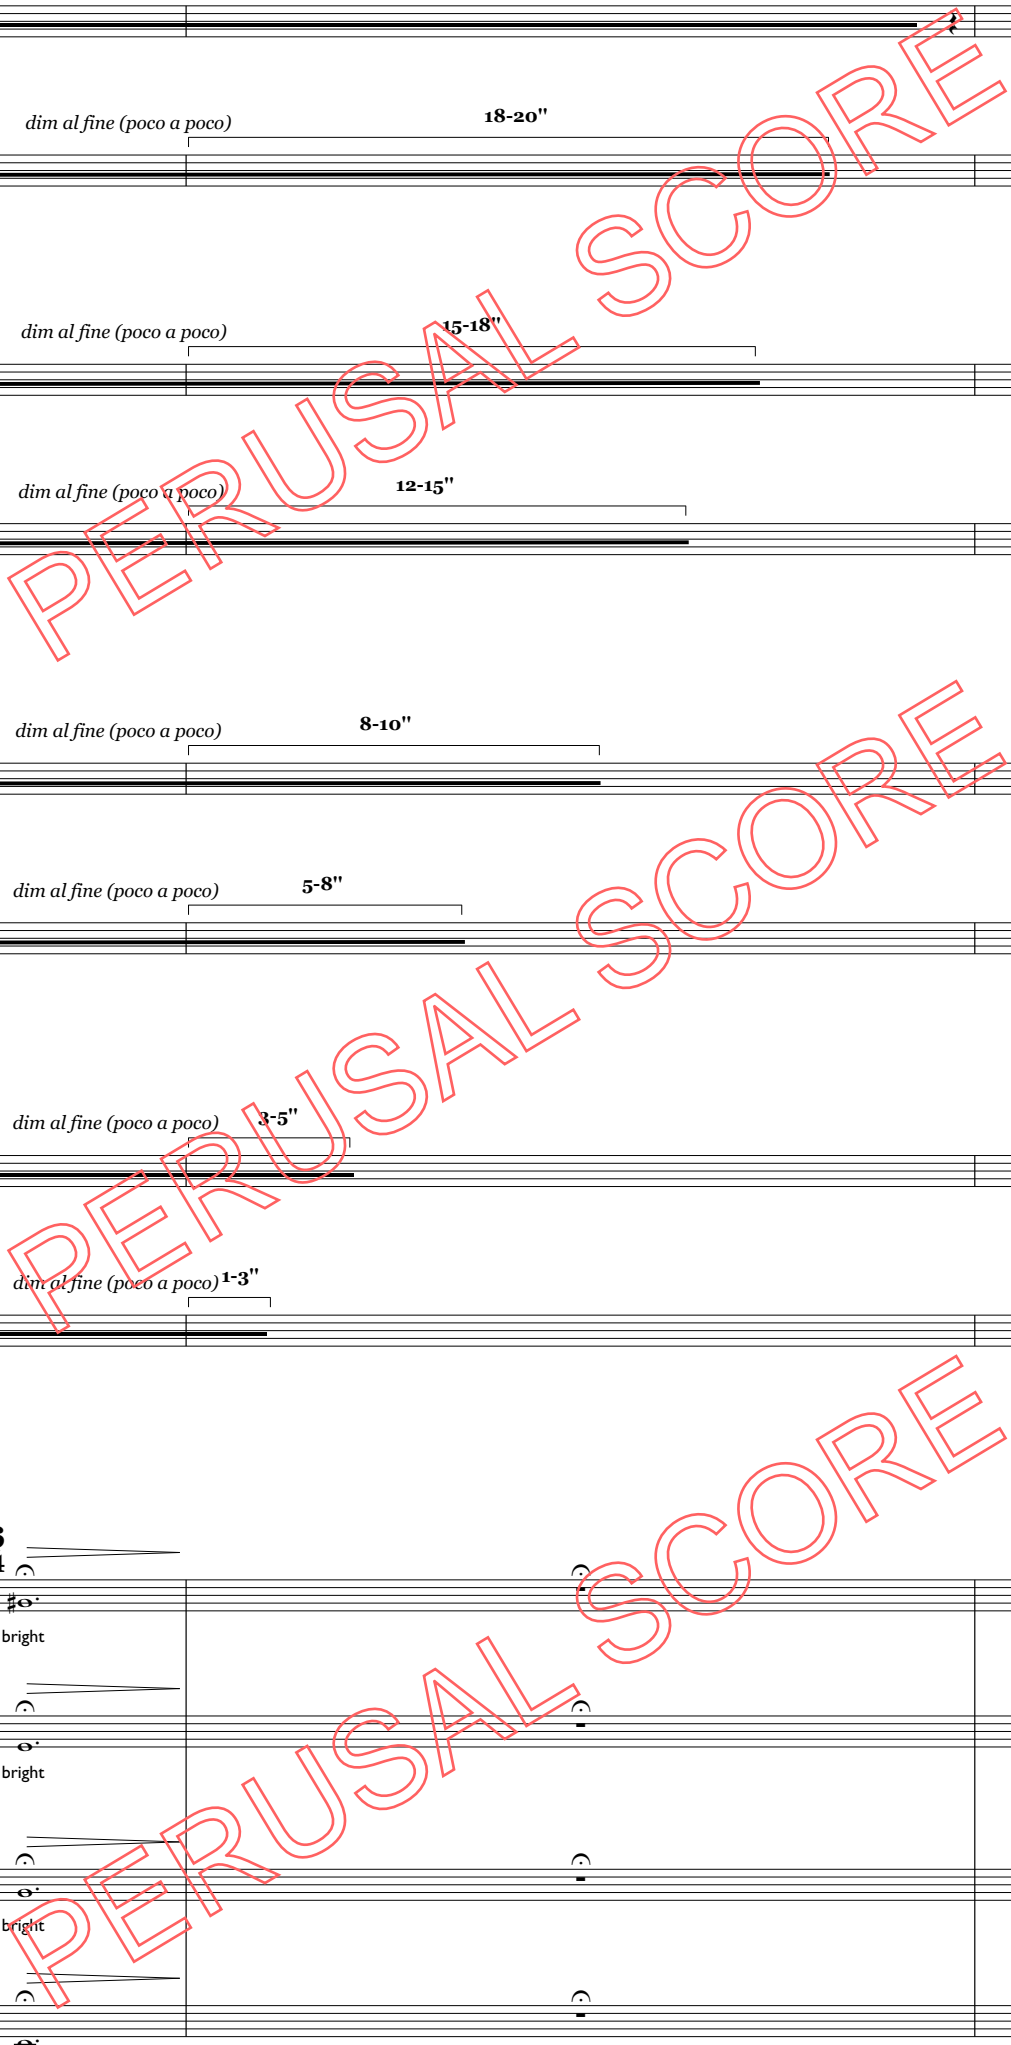 dim al fine (poco a poco) 18-20"
dim al fine (poco a poco) 15-18"
dim al fine (poco a poco) 12-15"
PERUSAL SCORE
dim al fine (poco a poco) 8-10"
dim al fine (poco a poco) 5-8"
dim al fine (poco a poco) 3-5"
dim al fine (poco a poco) 1-3"
PERUSAL SCORE
3
4
bright
bright
bright
PERUSAL SCORE